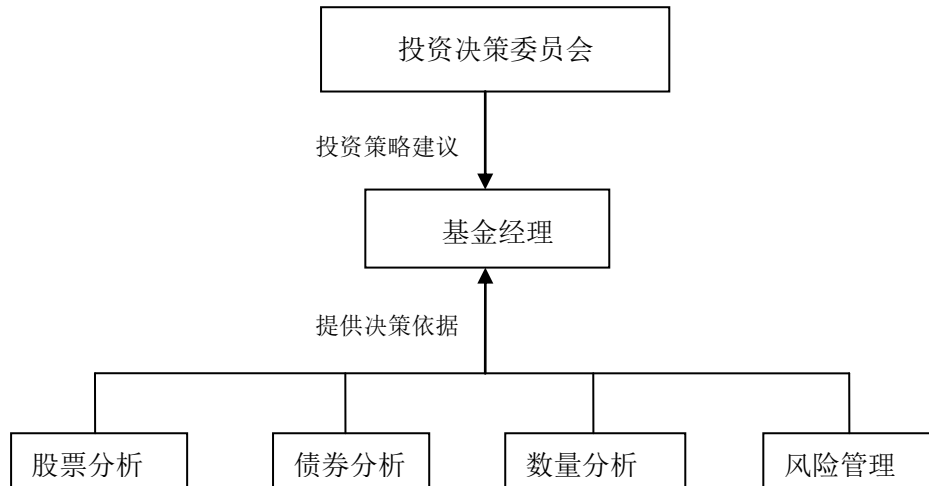 投资决策委员会
投资策略建议
基金经理
提供决策依据
股票分析
债券分析
数量分析
风险管理